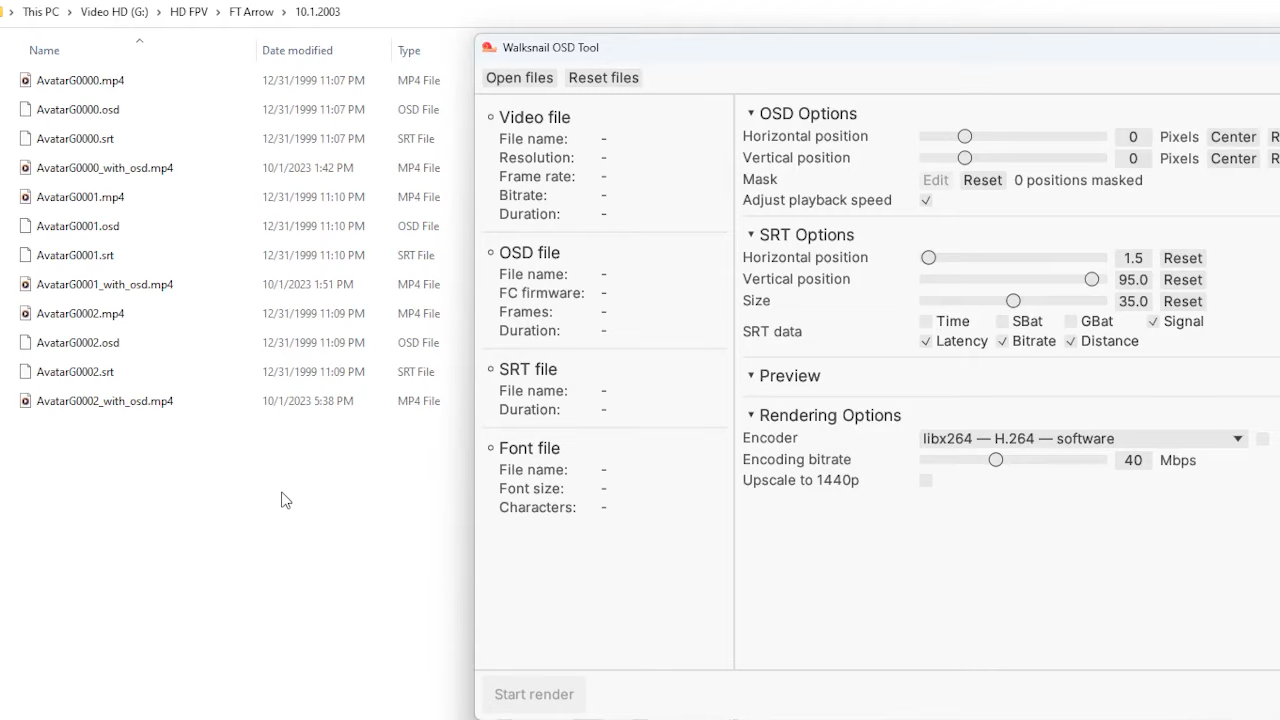 This PC > Video HD (G:) > HD FPV > FT Arrow > 10.1.2003
Name Date modified Type
AvatarG0000.mp4 12/31/1999 11:07 PM MP4 File
AvatarG0000.osd 12/31/1999 11:07 PM OSD File
AvatarG0000.srt 12/31/1999 11:07 PM SRT File
AvatarG0000_with_osd.mp4 10/1/2023 1:42 PM MP4 File
AvatarG0001.mp4 12/31/1999 11:10 PM MP4 File
AvatarG0001.osd 12/31/1999 11:10 PM OSD File
AvatarG0001.srt 12/31/1999 11:10 PM SRT File
AvatarG0001_with_osd.mp4 10/1/2023 1:51 PM MP4 File
AvatarG0002.mp4 12/31/1999 11:09 PM MP4 File
AvatarG0002.osd 12/31/1999 11:09 PM OSD File
AvatarG0002.srt 12/31/1999 11:09 PM SRT File
AvatarG0002_with_osd.mp4 10/1/2023 5:38 PM MP4 File
Walksnail OSD Tool
Open files Reset files
Video file
File name: -
Resolution: -
Frame rate: -
Bitrate: -
Duration: -
OSD file
File name: -
FC firmware: -
Frames: -
Duration: -
SRT file
File name: -
Duration: -
Font file
File name: -
Font size: -
Characters: -
OSD Options
Horizontal position 0 Pixels Center R
Vertical position 0 Pixels Center R
Mask Edit Reset 0 positions masked
Adjust playback speed
SRT Options
Horizontal position 1.5 Reset
Vertical position 95.0 Reset
Size 35.0 Reset
SRT data Time SBat GBat Signal
Latency Bitrate Distance
Preview
Rendering Options
Encoder libx264 — H.264 — software
Encoding bitrate 40 Mbps
Upscale to 1440p
Start render